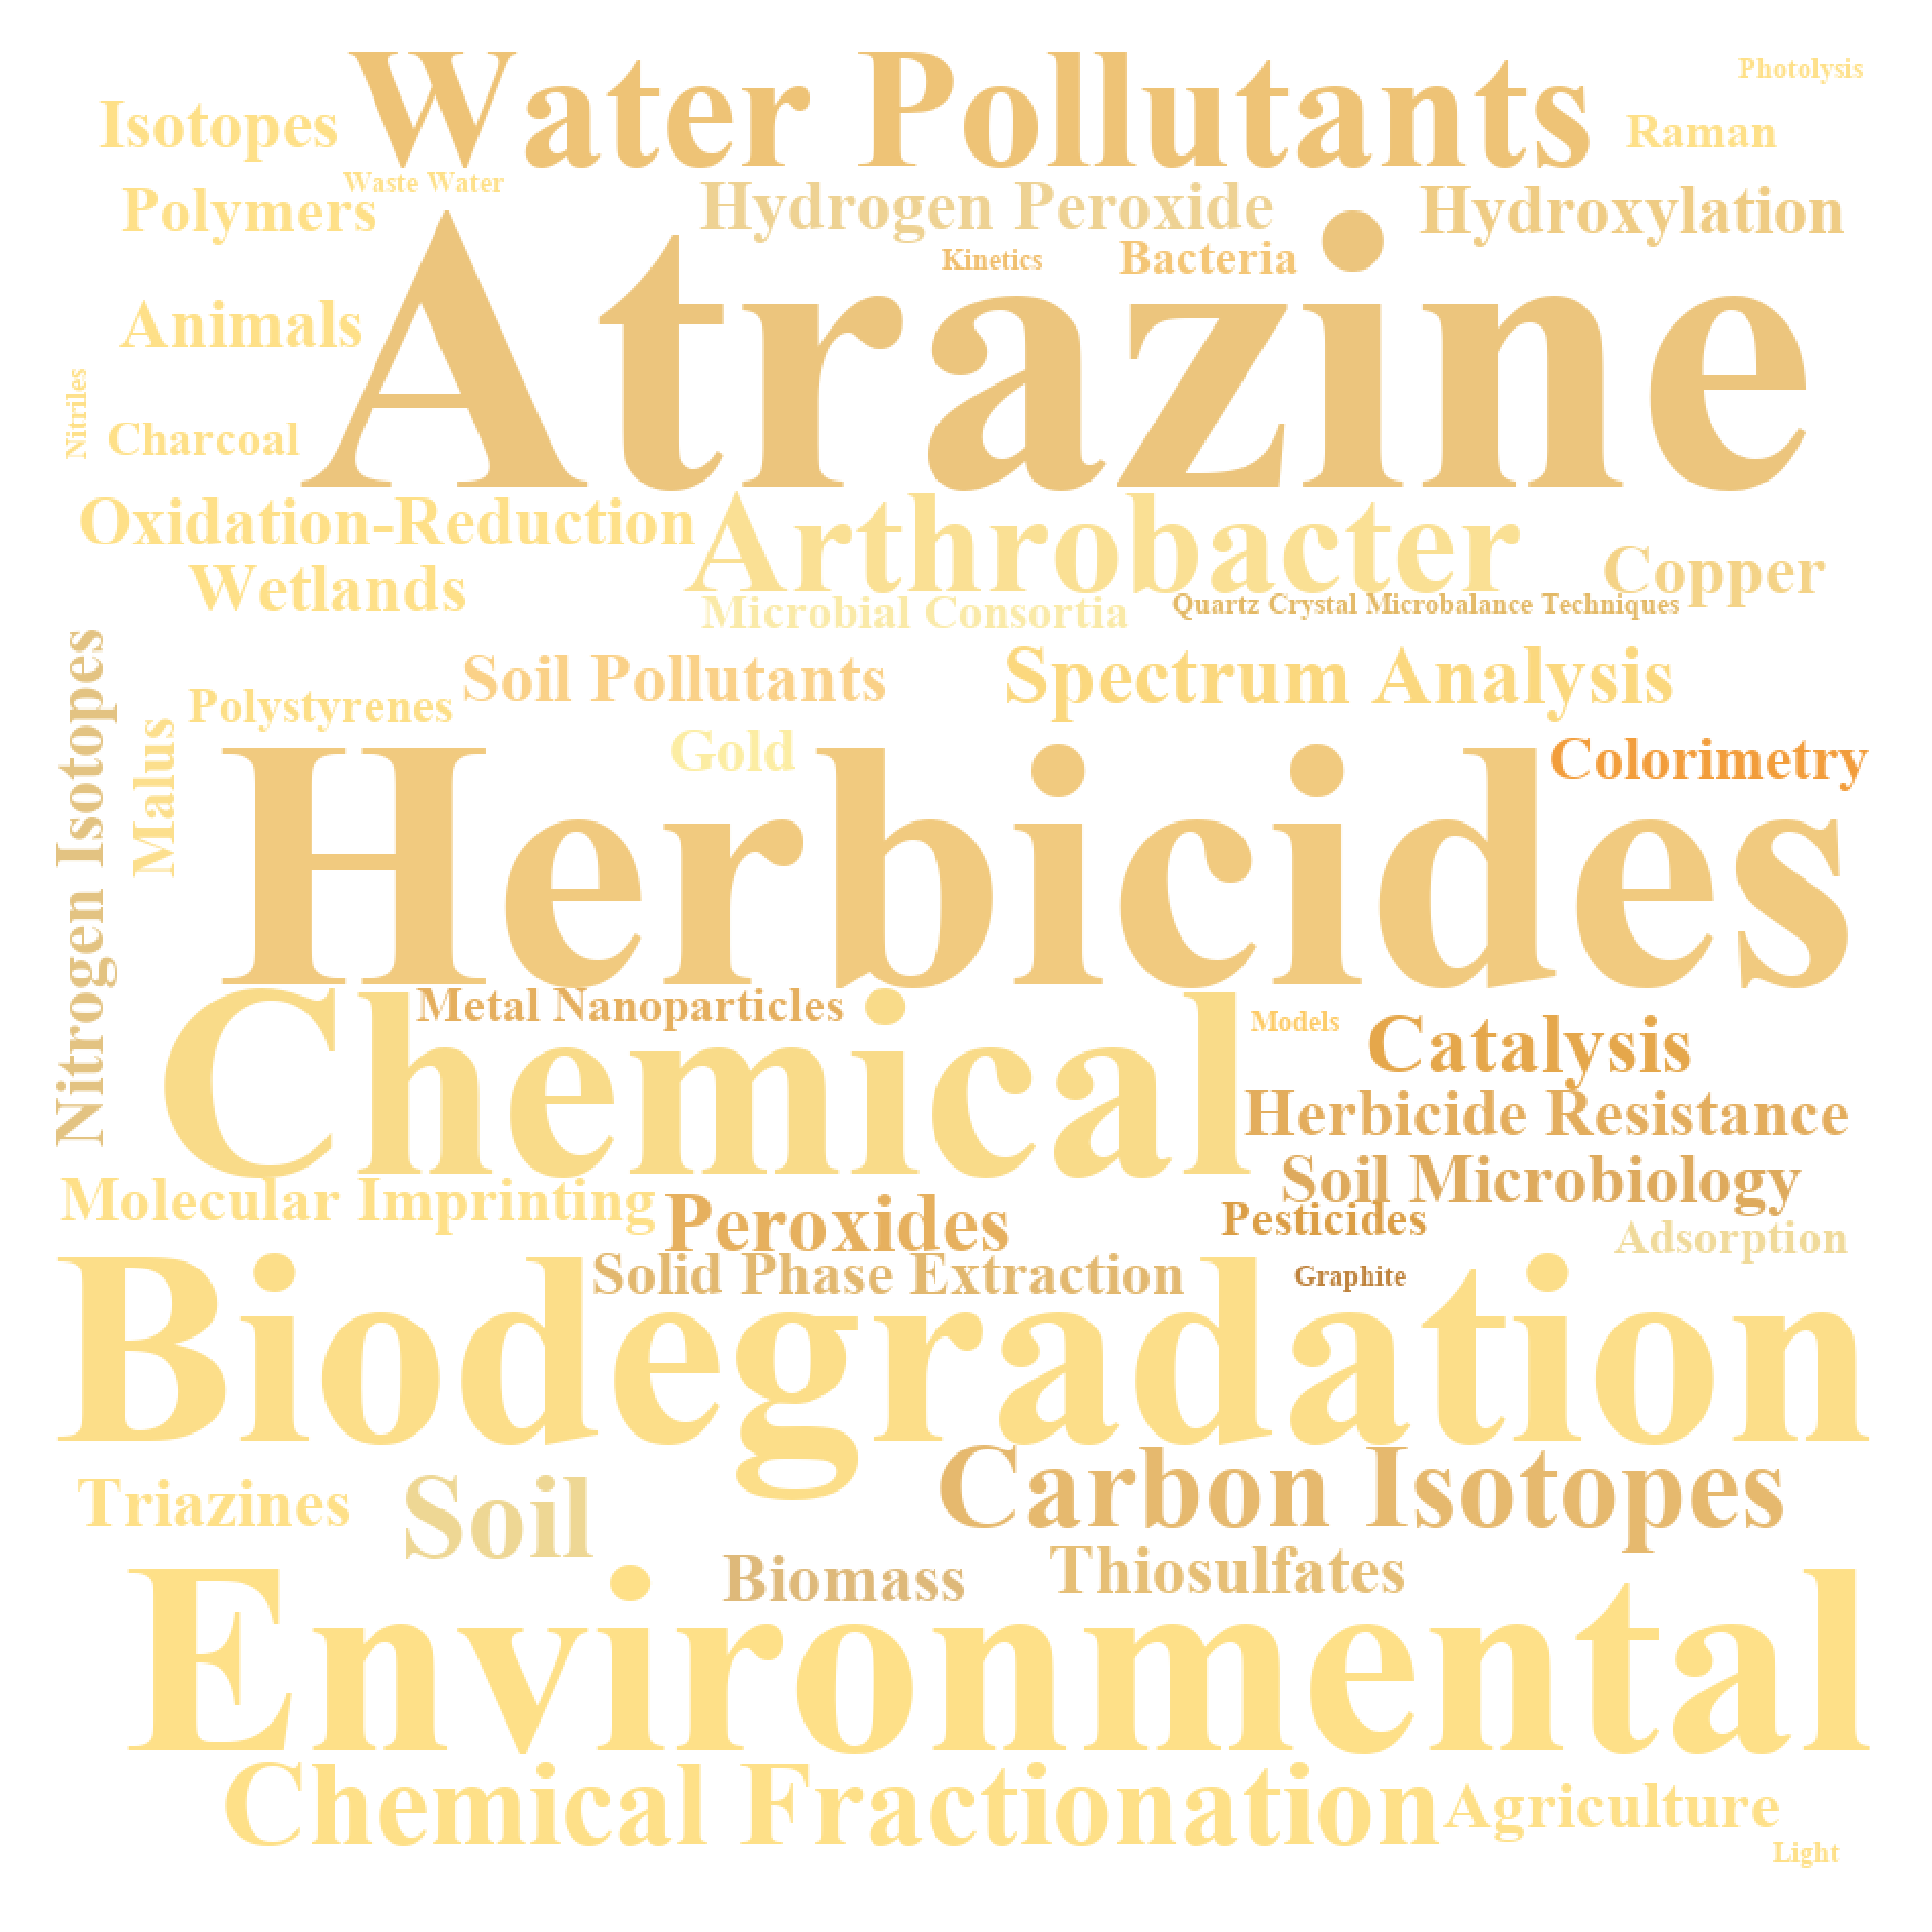 Water Pollutants
Photolysis
Isotopes
Raman
Waste Water
Polymers
Hydrogen Peroxide
Hydroxylation
Kinetics
Bacteria
Atrazine
Animals
Nitriles
Charcoal
Oxidation-Reduction
Arthrobacter
Copper
Wetlands
Microbial Consortia
Quartz Crystal Microbalance Techniques
Soil Pollutants
Spectrum Analysis
Nitrogen Isotopes
Malus
Polystyrenes
Gold
Colorimetry
Herbicides
Chemical
Metal Nanoparticles
Models
Catalysis
Herbicide Resistance
Soil Microbiology
Molecular Imprinting
Peroxides
Pesticides
Adsorption
Solid Phase Extraction
Graphite
Biodegradation
Carbon Isotopes
Triazines
Soil
Biomass
Thiosulfates
Environmental
Chemical Fractionation
Agriculture
Light